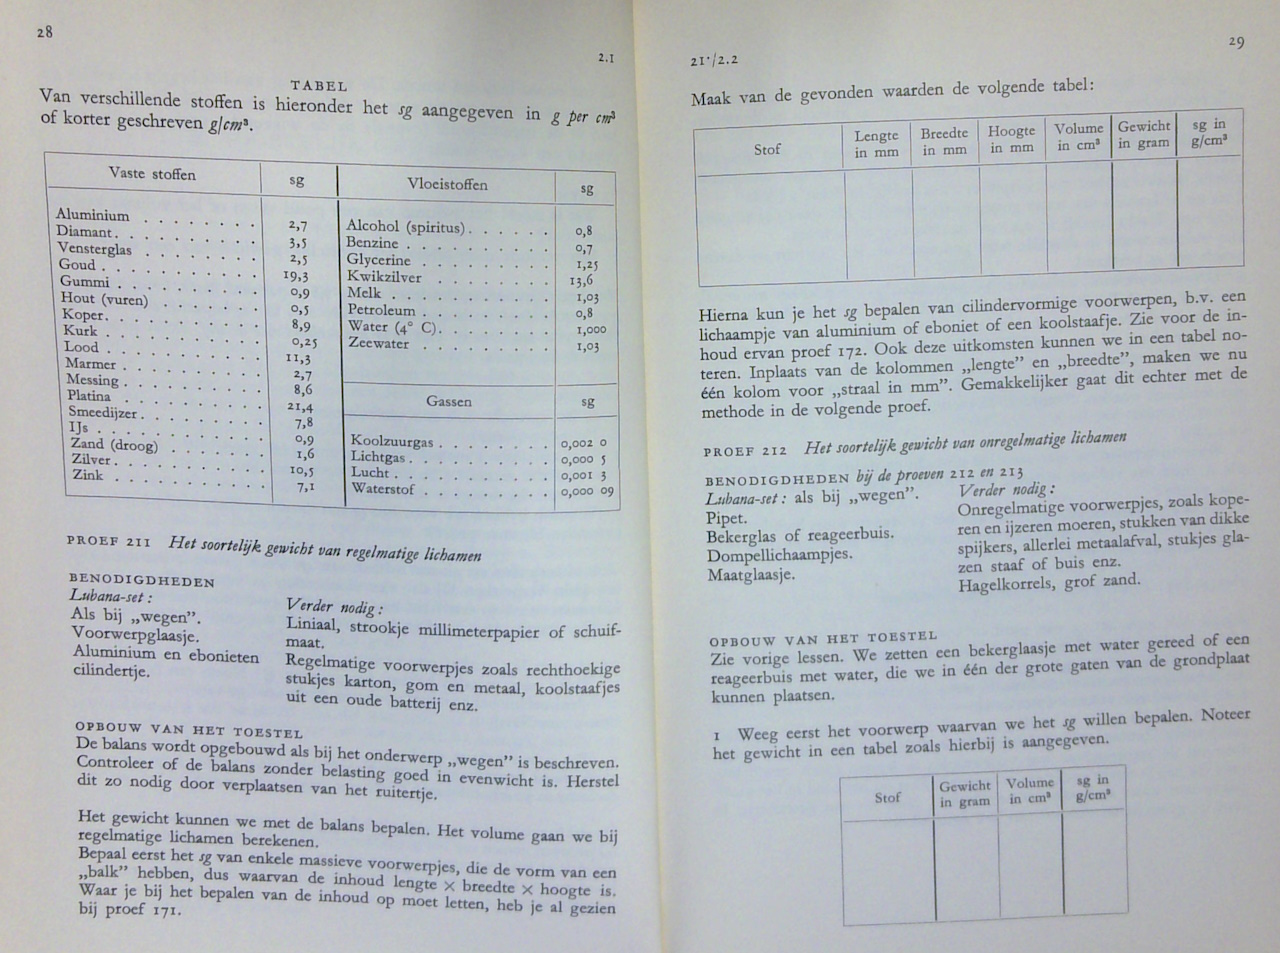 28
2.1
TABEL
Van verschillende stoffen is hieronder het sg aangegeven in g per cm³
of korter geschreven g/cm³.
Vaste stoffen sg Vloeistoffen sg
Aluminium . . . . . . . 2,7 Alcohol (spiritus) . . . . . . 0,8
Diamant . . . . . . . . . 3,5 Benzine . . . . . . . . . . 0,7
Vensterglas . . . . . . . 2,5 Glycerine . . . . . . . . . 1,25
Goud . . . . . . . . . . 19,3 Kwikzilver . . . . . . . . 13,6
Gummi . . . . . . . . . 0,9 Melk . . . . . . . . . . . 1,03
Hout (vuren) . . . . . . 0,5 Petroleum . . . . . . . . . 0,8
Koper . . . . . . . . . . 8,9 Water (4° C) . . . . . . . 1,000
Kurk . . . . . . . . . . 0,25 Zeewater . . . . . . . . . 1,03
Lood . . . . . . . . . . 11,3
Marmer . . . . . . . . . 2,7
Messing . . . . . . . . . 8,6
Platina . . . . . . . . . 21,4
Smeedijzer . . . . . . . . 7,8
IJs . . . . . . . . . . . 0,9
Zand (droog) . . . . . . 1,6
Zilver . . . . . . . . . . 10,5
Zink . . . . . . . . . . 7,1
Gassen sg
Koolzuurgas . . . . . . . 0,002 0
Lichtgas . . . . . . . . . 0,000 5
Lucht . . . . . . . . . . 0,001 3
Waterstof . . . . . . . . 0,000 09
PROEF 211 Het soortelijk gewicht van regelmatige lichamen
BENODIGDHEDEN
Lubana-set:
Als bij „wegen”.
Voorwerpglaasje.
Aluminium en ebonieten
cilindertje.
Verder nodig:
Liniaal, strookje millimeterpapier of schuif-
maat.
Regelmatige voorwerpjes zoals rechthoekige
stukjes karton, gom en metaal, koolstaafjes
uit een oude batterij enz.
OPBOUW VAN HET TOESTEL
De balans wordt opgebouwd als bij het onderwerp „wegen” is beschreven.
Controleer of de balans zonder belasting goed in evenwicht is. Herstel
dit zo nodig door verplaatsen van het ruitertje.
Het gewicht kunnen we met de balans bepalen. Het volume gaan we bij
regelmatige lichamen berekenen.
Bepaal eerst het sg van enkele massieve voorwerpjes, die de vorm van een
„balk” hebben, dus waarvan de inhoud lengte × breedte × hoogte is.
Waar je bij het bepalen van de inhoud op moet letten, heb je al gezien
bij proef 171.
21·/2.2
29
Maak van de gevonden waarden de volgende tabel:
Stof Lengte in mm Breedte in mm Hoogte in mm Volume in cm³ Gewicht in gram sg in g/cm³
Hierna kun je het sg bepalen van cilindervormige voorwerpen, b.v. een
lichaampje van aluminium of eboniet of een koolstaafje. Zie voor de in-
houd ervan proef 172. Ook deze uitkomsten kunnen we in een tabel no-
teren. Inplaats van de kolommen „lengte” en „breedte”, maken we nu
één kolom voor „straal in mm”. Gemakkelijker gaat dit echter met de
methode in de volgende proef.
PROEF 212 Het soortelijk gewicht van onregelmatige lichamen
BENODIGDHEDEN bij de proeven 212 en 213
Lubana-set: als bij „wegen”.
Pipet.
Bekerglas of reageerbuis.
Dompellichaampjes.
Maatglaasje.
Verder nodig:
Onregelmatige voorwerpjes, zoals kope-
ren en ijzeren moeren, stukken van dikke
spijkers, allerlei metaalafval, stukjes gla-
zen staaf of buis enz.
Hagelkorrels, grof zand.
OPBOUW VAN HET TOESTEL
Zie vorige lessen. We zetten een bekerglaasje met water gereed of een
reageerbuis met water, die we in één der grote gaten van de grondplaat
kunnen plaatsen.
1 Weeg eerst het voorwerp waarvan we het sg willen bepalen. Noteer
het gewicht in een tabel zoals hierbij is aangegeven.
Stof Gewicht in gram Volume in cm³ sg in g/cm³